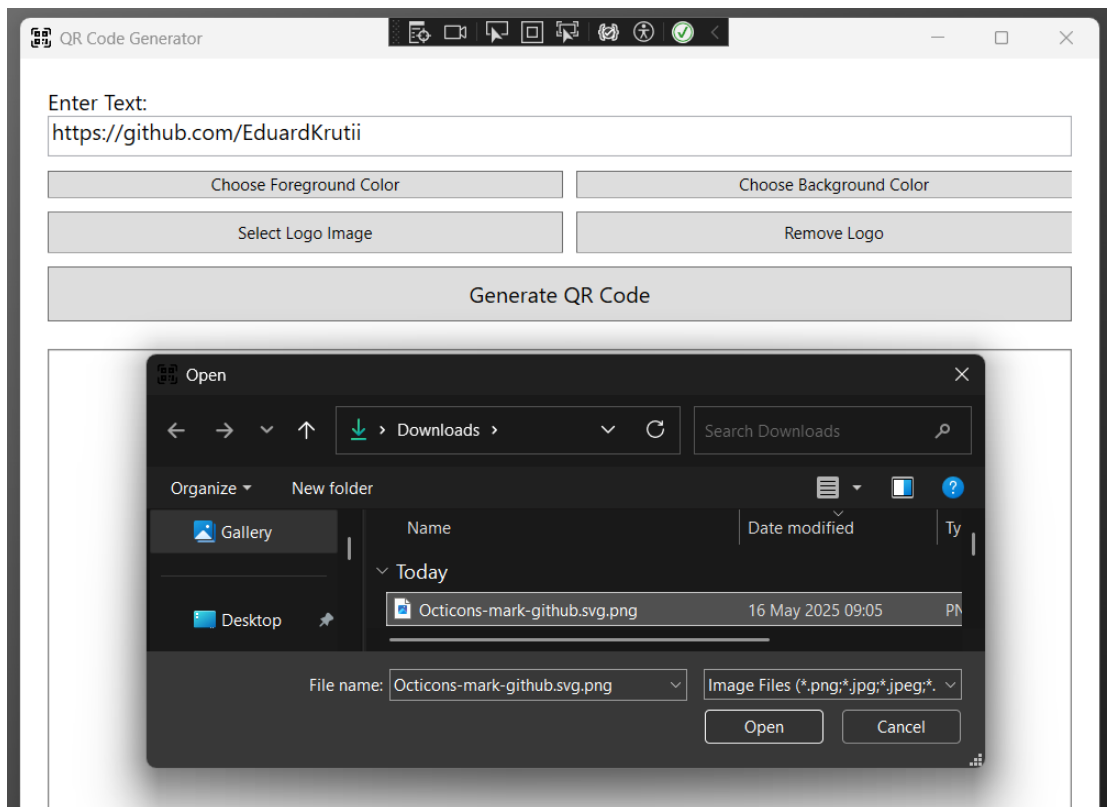 QR Code Generator
Enter Text:
https://github.com/EduardKrutii
Choose Foreground Color Choose Background Color
Select Logo Image Remove Logo
Generate QR Code
Open
Downloads Search Downloads
Organize New folder
Gallery Name Date modified Ty
Today
Desktop Octicons-mark-github.svg.png 16 May 2025 09:05 PN
File name: Octicons-mark-github.svg.png Image Files (*.png;*.jpg;*.jpeg;*.
Open Cancel